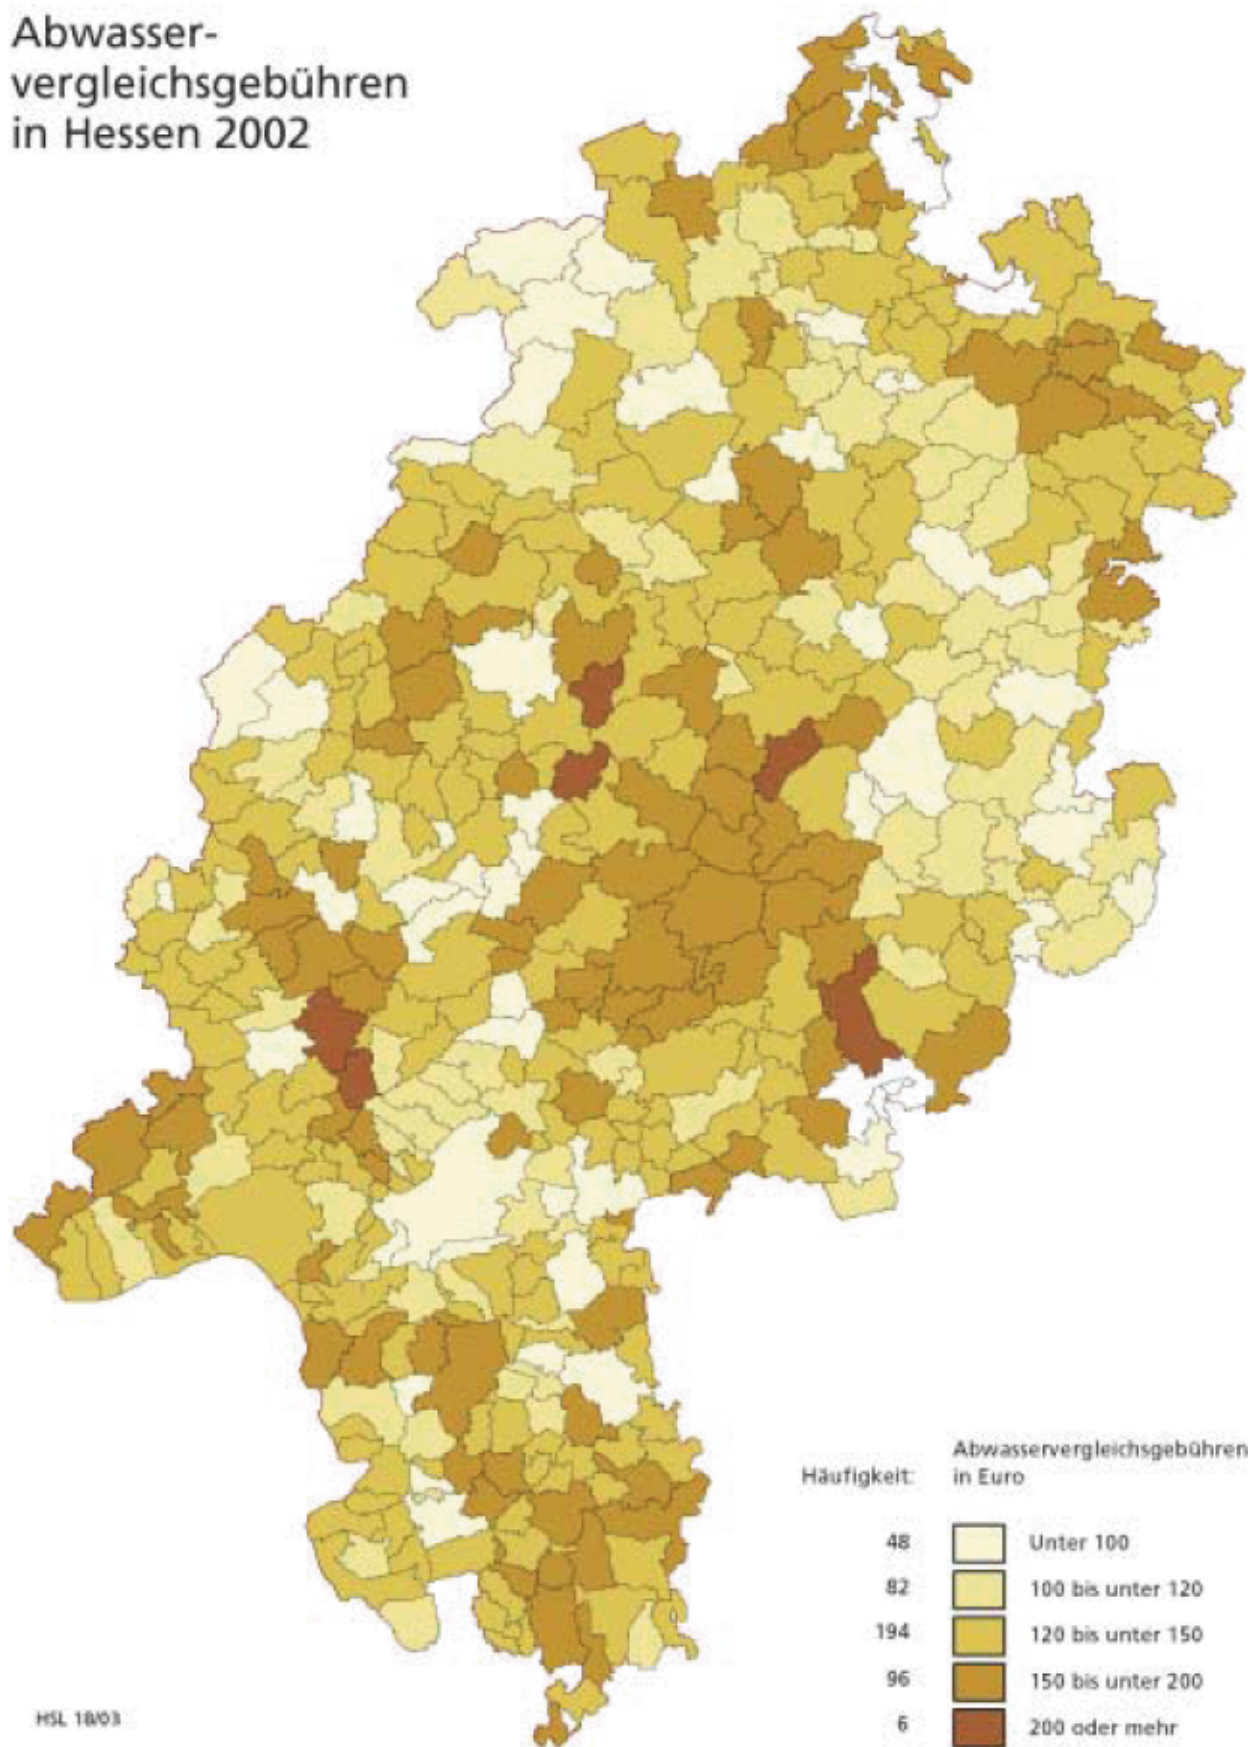 Abwasser-
vergleichsgebühren
in Hessen 2002
Häufigkeit:
Abwasservergleichsgebühren
in Euro
48 Unter 100
82 100 bis unter 120
194 120 bis unter 150
96 150 bis unter 200
6 200 oder mehr
HSL 18/03